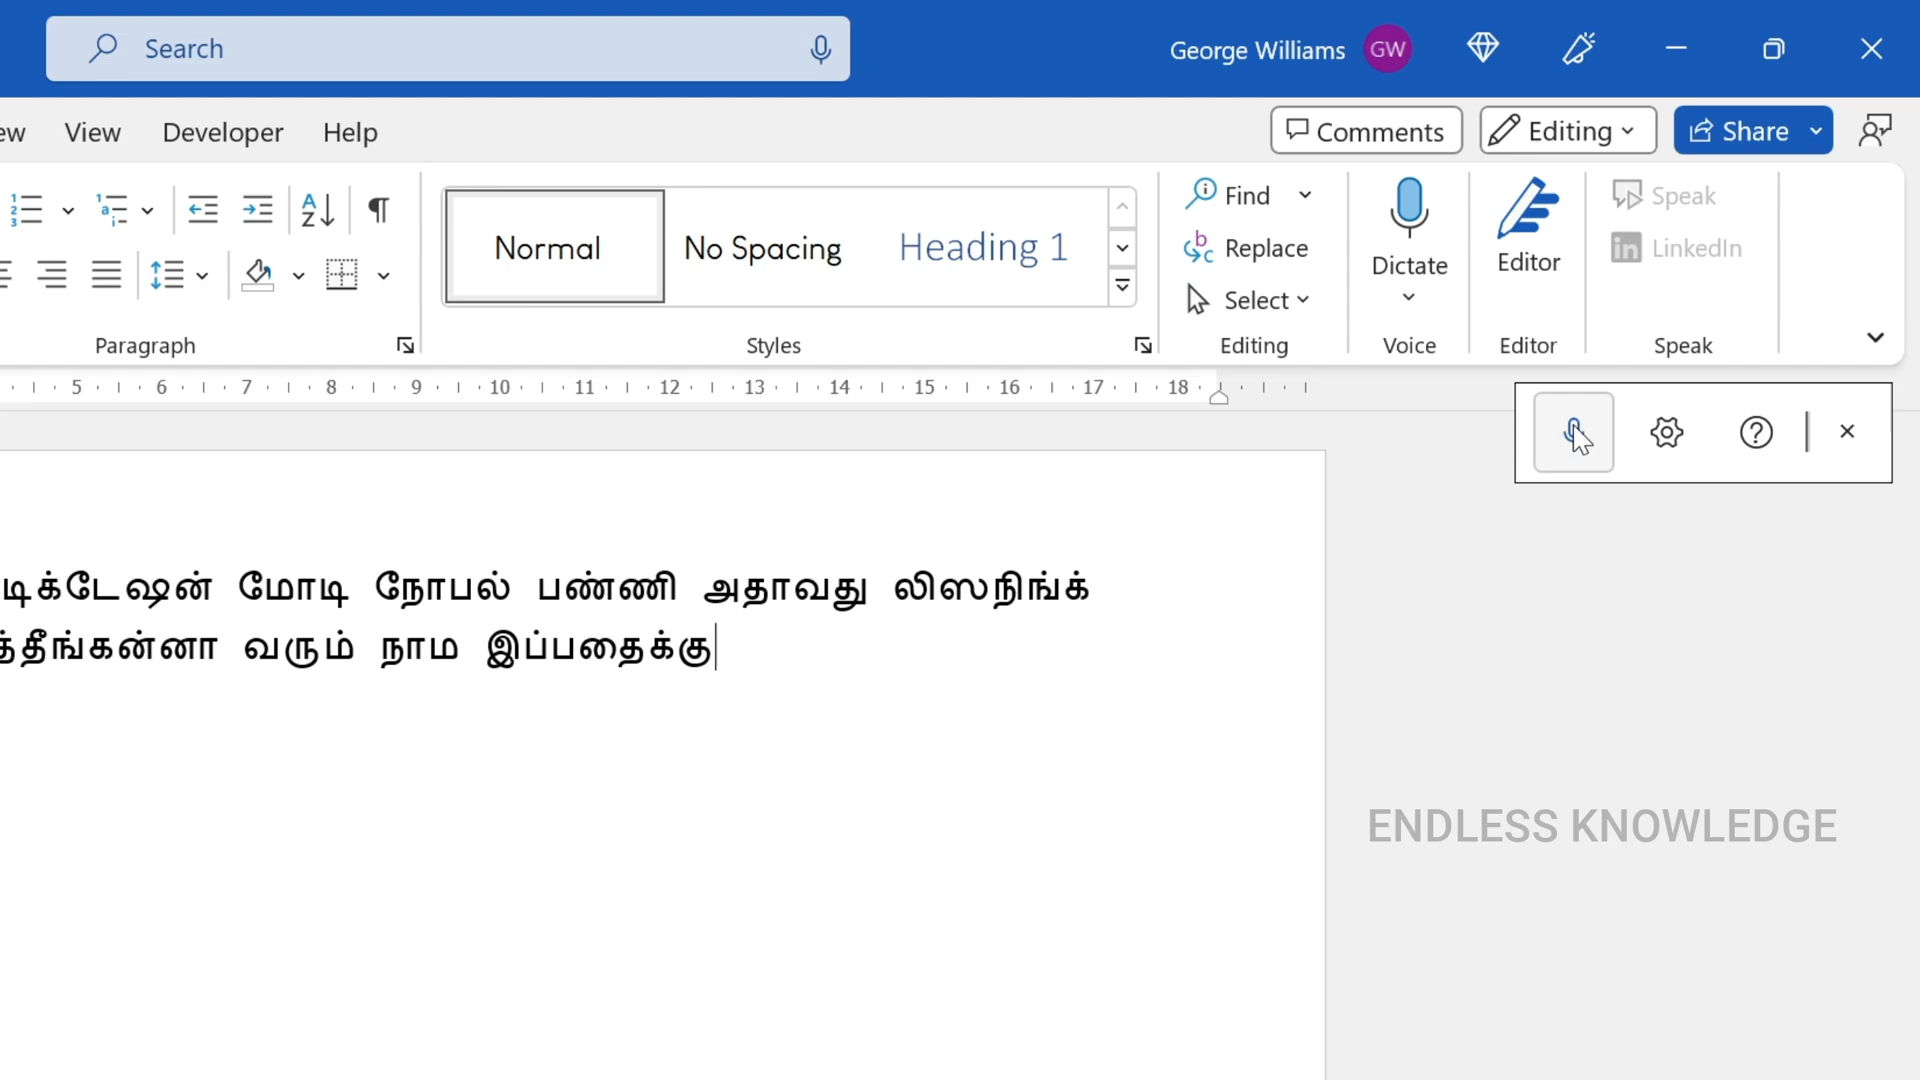 Search
George Williams GW
View Developer Help
Comments Editing Share
Normal No Spacing Heading 1
Find
Replace
Select
Dictate
Editor
Speak
LinkedIn
Paragraph Styles Editing Voice Editor Speak
5 6 7 8 9 10 11 12 13 14 15 16 17 18
டிக்டேஷன் மோடி நோபல் பண்ணி அதாவது லிஸநிங்க்
வரும் நாம இப்பதைக்கு
ENDLESS KNOWLEDGE